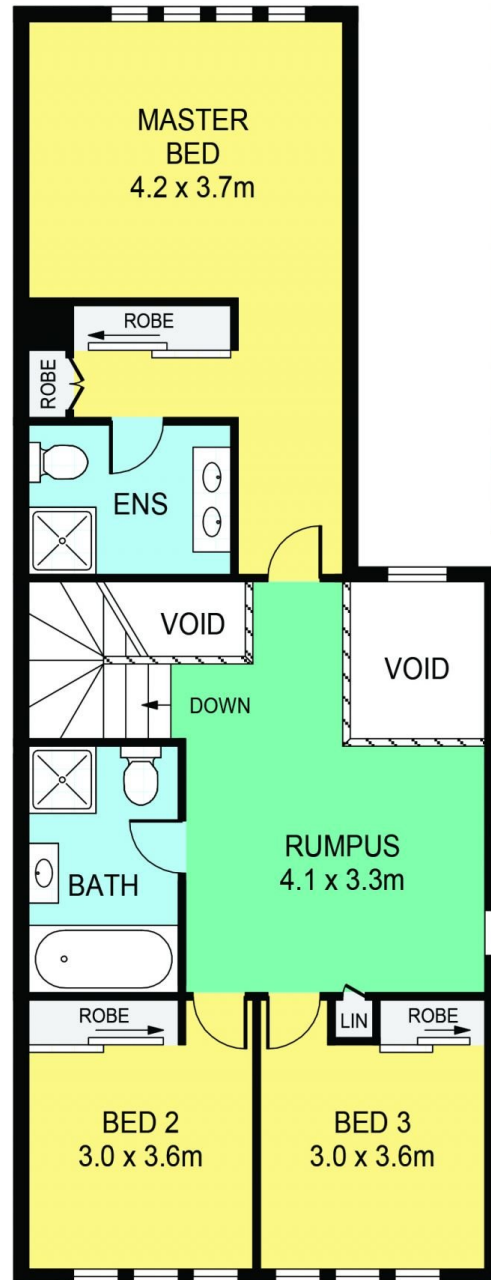 MASTER
BED
4.2 x 3.7m
ROBE
ROBE
ENS
VOID
VOID
DOWN
RUMPUS
4.1 x 3.3m
BATH
ROBE
LIN
ROBE
BED 2
3.0 x 3.6m
BED 3
3.0 x 3.6m